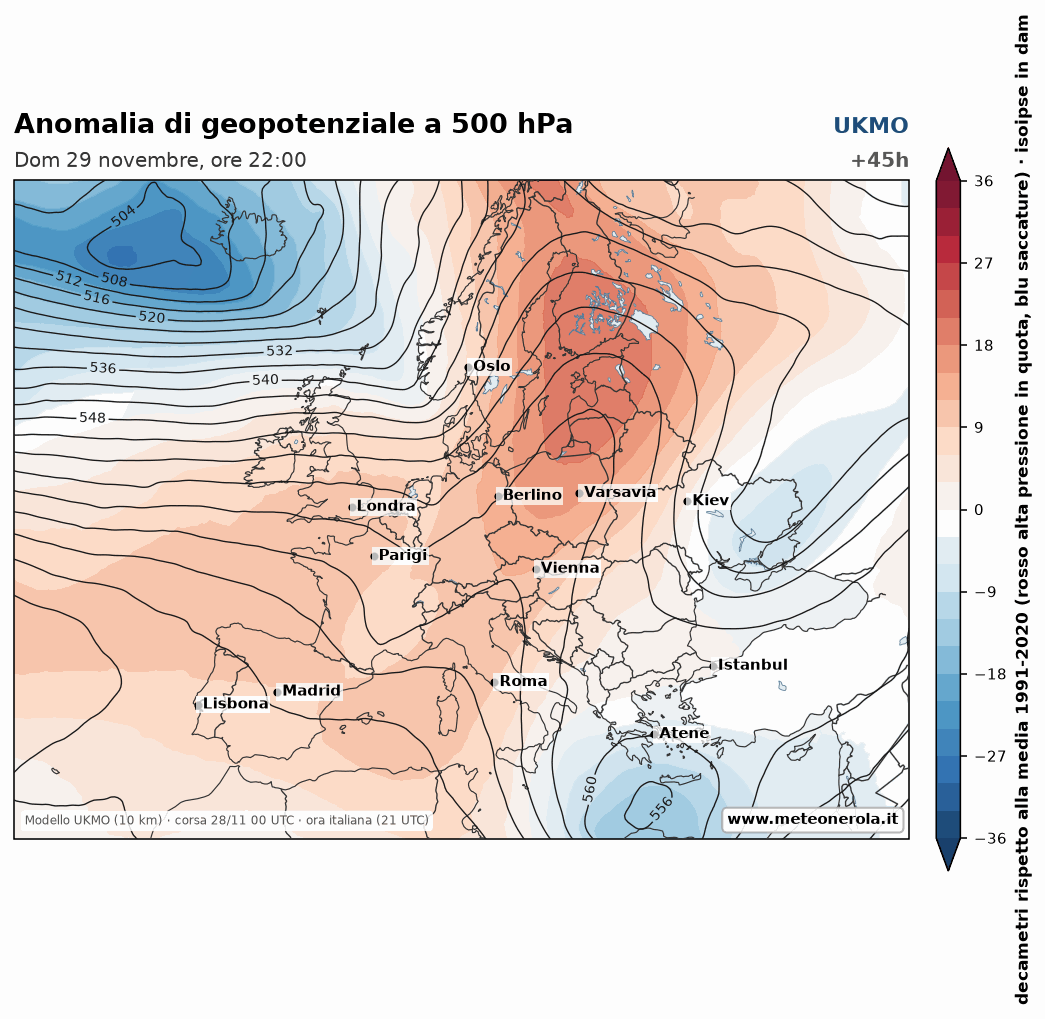 Anomalia di geopotenziale a 500 hPa
UKMO
Dom 29 novembre, ore 22:00
+45h
504
508
512
516
520
532
536
540
548
Oslo
Londra
Berlino
Varsavia
Kiev
Parigi
Vienna
Istanbul
Roma
Madrid
Lisbona
Atene
560
556
Modello UKMO (10 km) · corsa 28/11 00 UTC · ora italiana (21 UTC)
www.meteonerola.it
36
27
18
9
0
−9
−18
−27
−36
decametri rispetto alla media 1991-2020 (rosso alta pressione in quota, blu saccature) · isoipse in dam